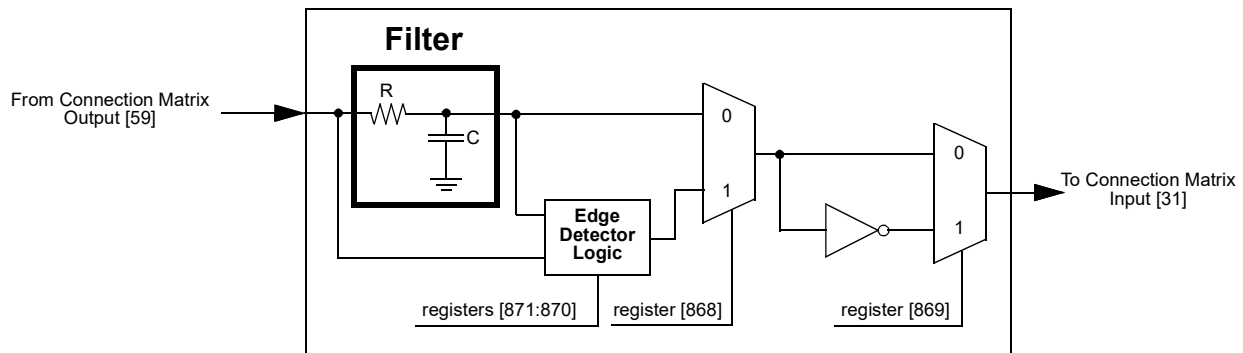 Filter
R
C
From Connection Matrix
Output [59]
0
1
Edge
Detector
Logic
0
1
To Connection Matrix
Input [31]
registers [871:870]
register [868]
register [869]